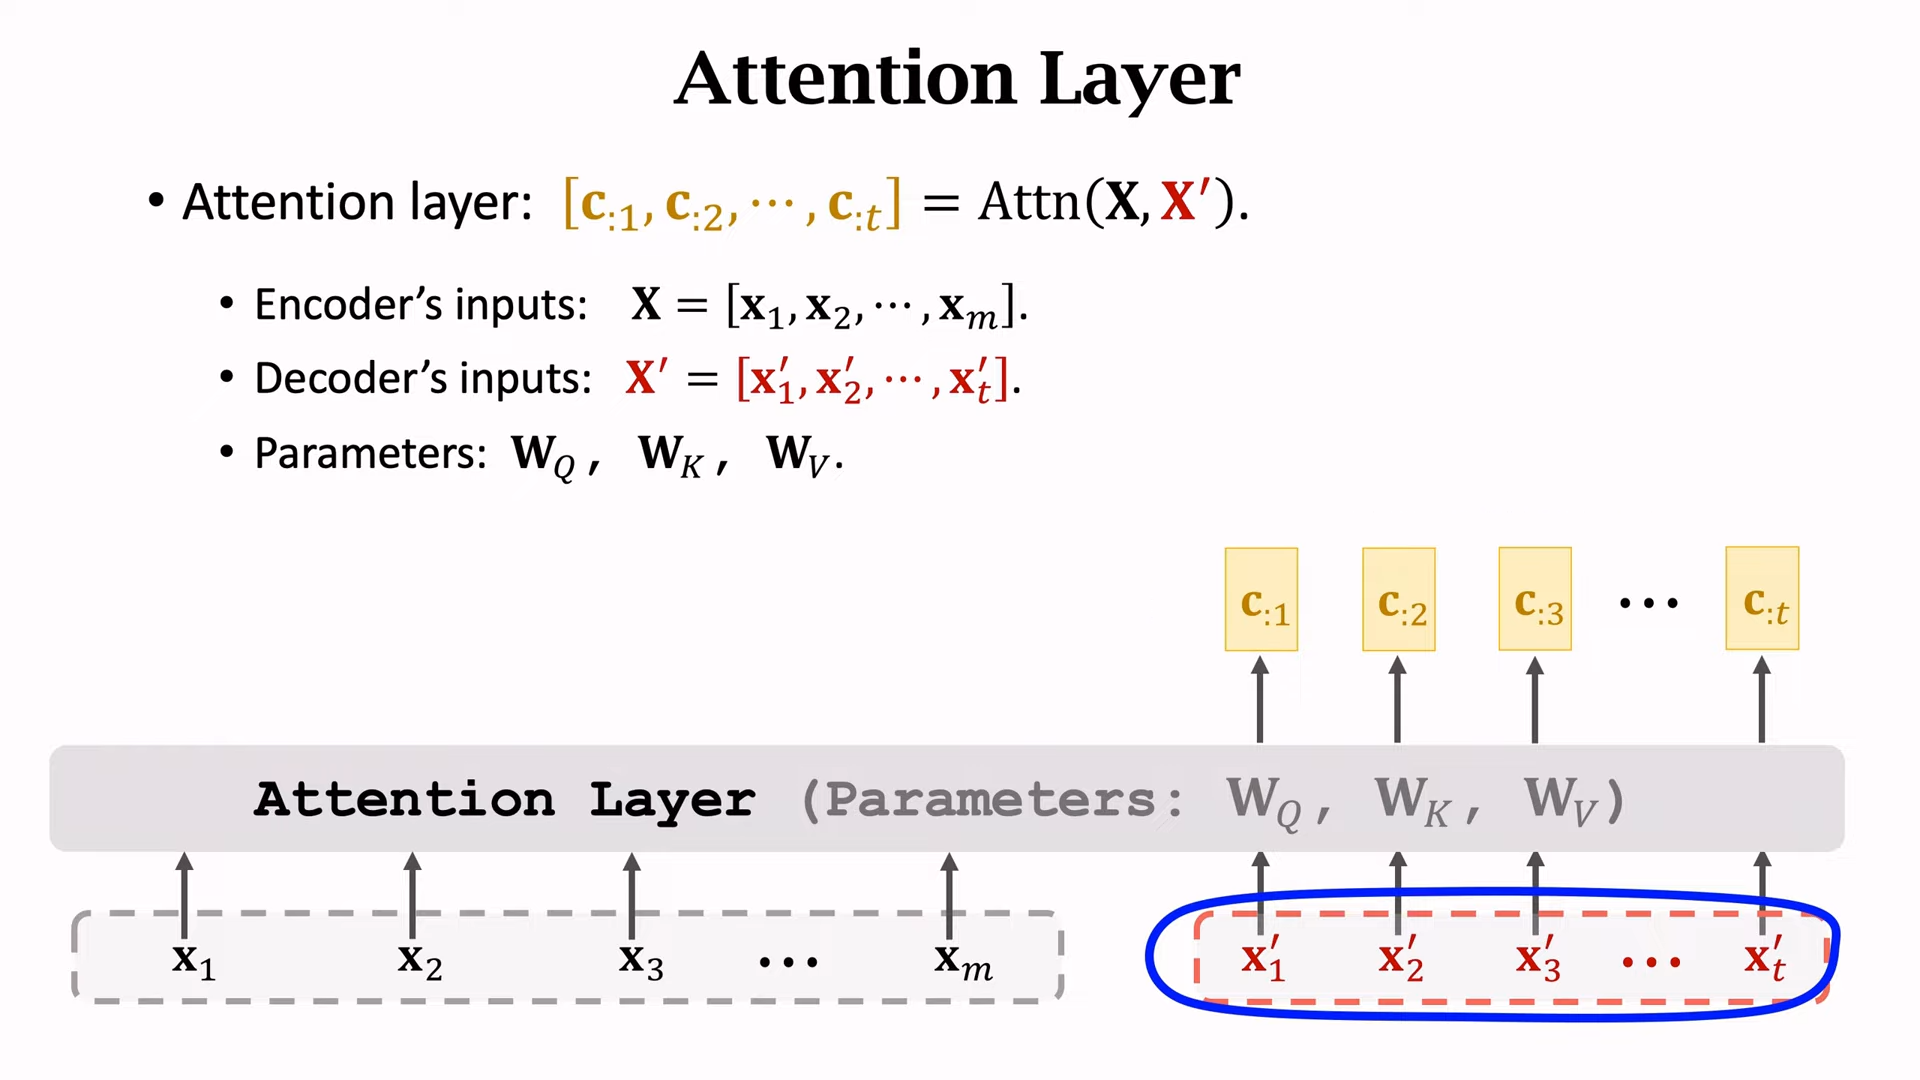 Attention Layer
• Attention layer: [c:1, c:2, ⋯, c:t] = Attn(X, X′).
• Encoder’s inputs: X = [x1, x2, ⋯, xm].
• Decoder’s inputs: X′ = [x′1, x′2, ⋯, x′t].
• Parameters: WQ, WK, WV.
c:1 c:2 c:3 ⋯ c:t
Attention Layer (Parameters: WQ, WK, WV)
x1 x2 x3 ⋯ xm x′1 x′2 x′3 ⋯ x′t